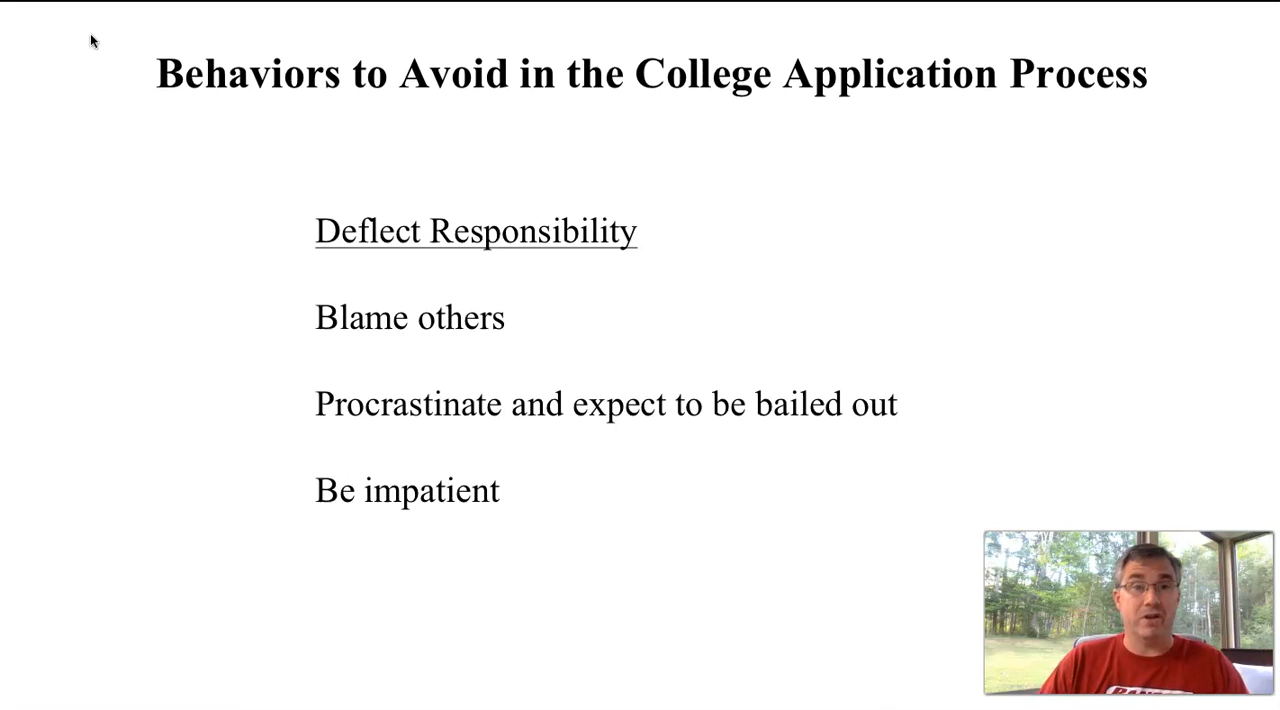 Behaviors to Avoid in the College Application Process
Deflect Responsibility
Blame others
Procrastinate and expect to be bailed out
Be impatient